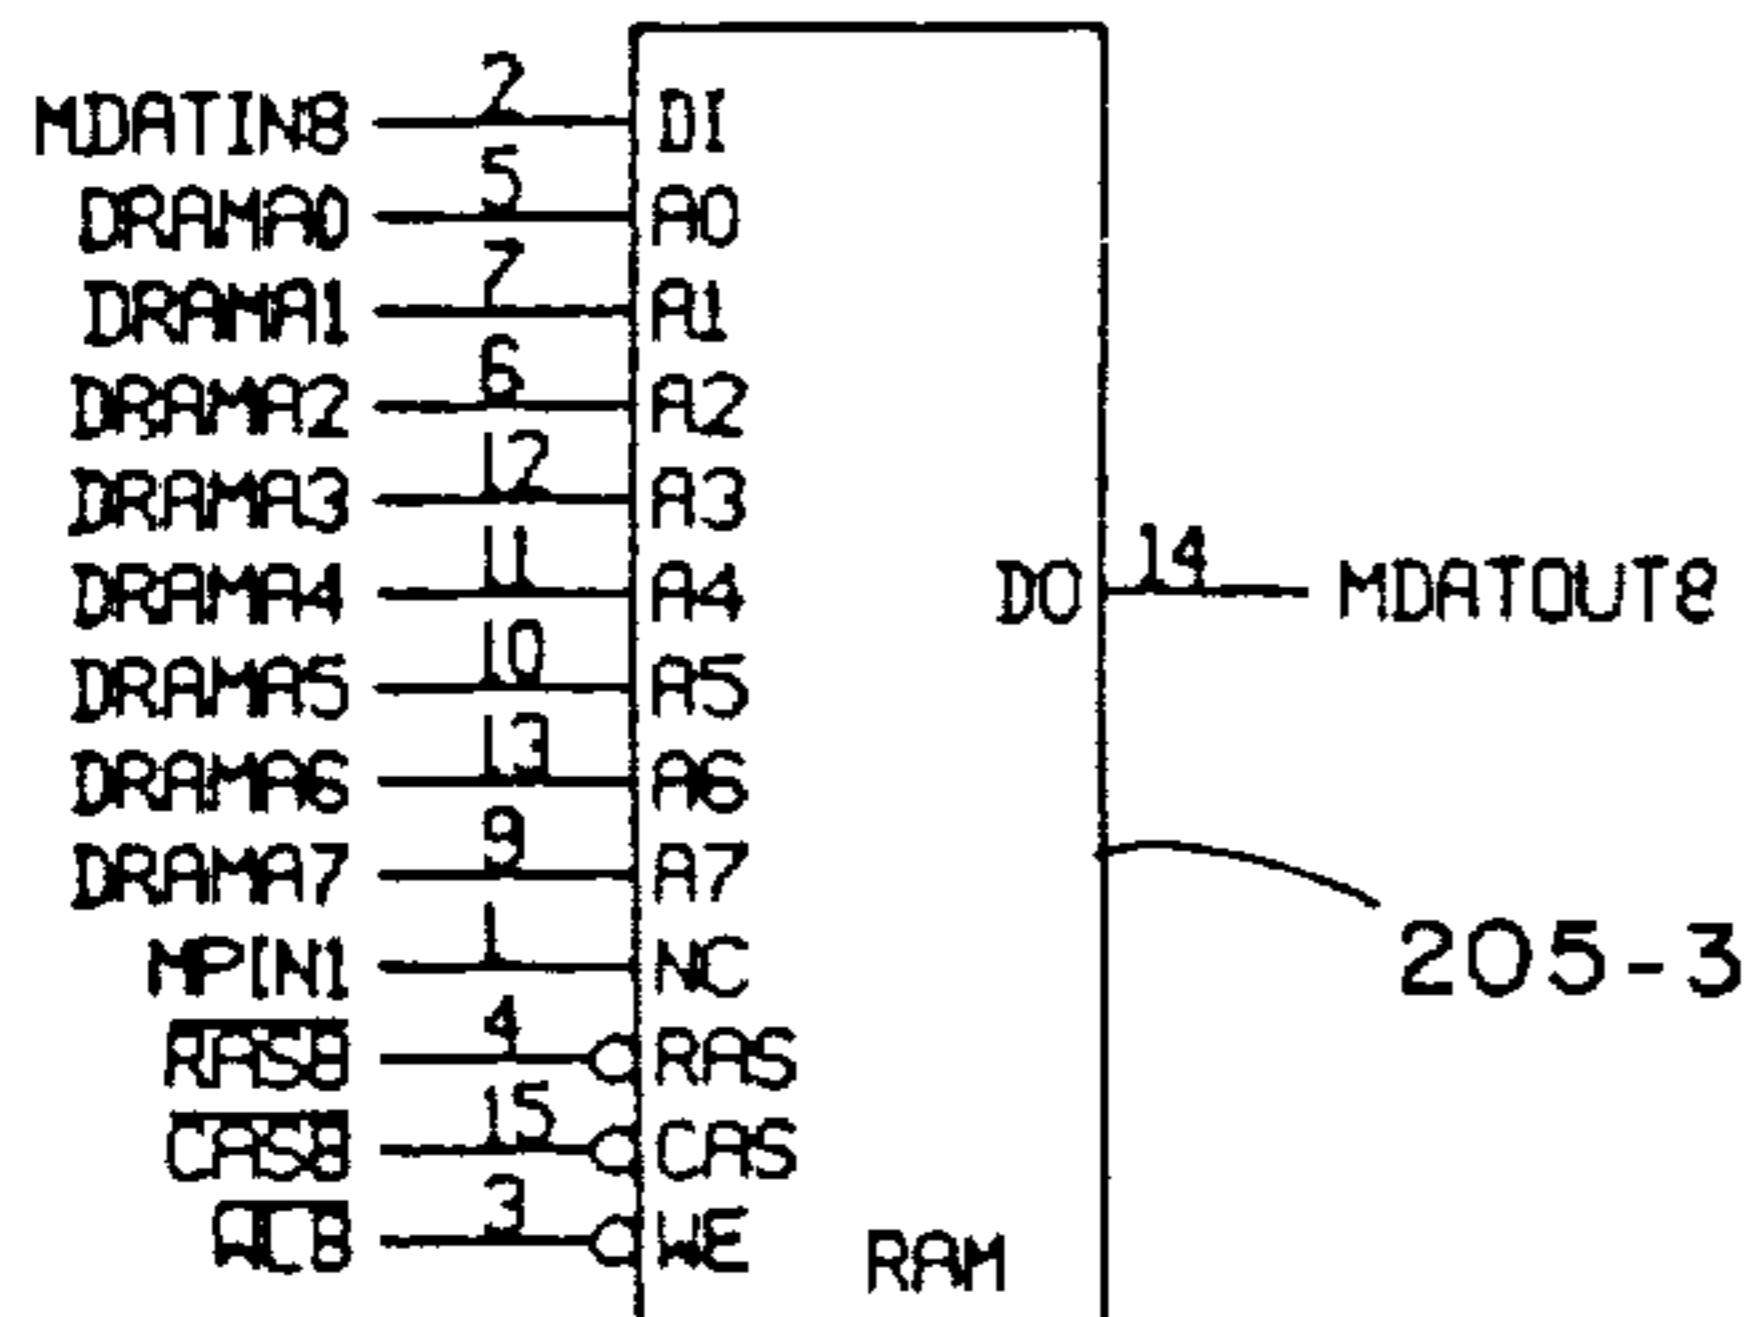 MDATIN8 2 DI
DRAMA0 5 A0
DRAMA1 7 A1
DRAMA2 6 A2
DRAMA3 12 A3
DRAMA4 11 A4
DO 14 MDATOUT8
DRAMA5 10 A5
DRAMA6 13 A6
DRAMA7 9 A7
205-3
MPIN1 1 NC
RAS8 4 RAS
CAS8 15 CAS
3 WE
RAM